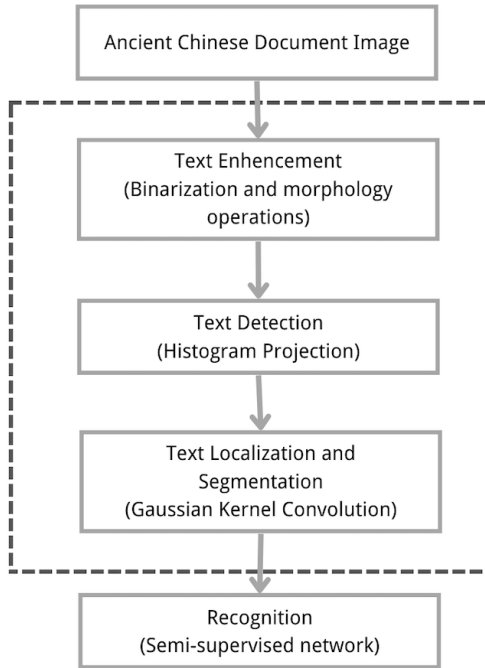 Ancient Chinese Document Image
Text Enhencement
(Binarization and morphology
operations)
Text Detection
(Histogram Projection)
Text Localization and
Segmentation
(Gaussian Kernel Convolution)
Recognition
(Semi-supervised network)